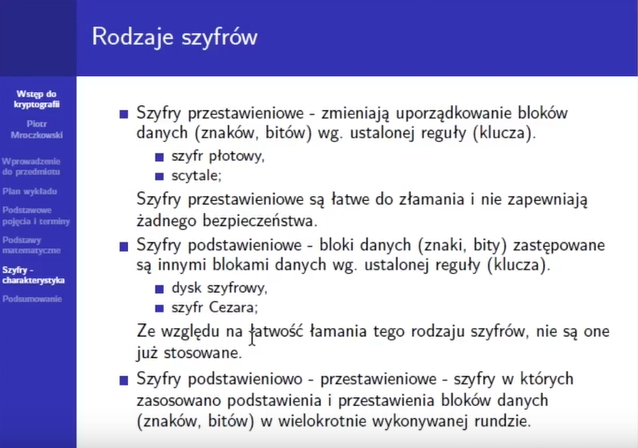 Rodzaje szyfrów
Wstęp do
kryptografii
Piotr
Mroczkowski
Wprowadzenie
do przedmiotu
Plan wykładu
Podstawowe
pojęcia i terminy
Podstawy
matematyczne
Szyfry -
charakterystyka
Podsumowanie
Szyfry przestawieniowe - zmieniają uporządkowanie bloków
danych (znaków, bitów) wg. ustalonej reguły (klucza).
szyfr płotowy,
scytale;
Szyfry przestawieniowe są łatwe do złamania i nie zapewniają
żadnego bezpieczeństwa.
Szyfry podstawieniowe - bloki danych (znaki, bity) zastępowane
są innymi blokami danych wg. ustalonej reguły (klucza).
dysk szyfrowy,
szyfr Cezara;
Ze względu na łatwość łamania tego rodzaju szyfrów, nie są one
już stosowane.
Szyfry podstawieniowo - przestawieniowe - szyfry w których
zasosowano podstawienia i przestawienia bloków danych
(znaków, bitów) w wielokrotnie wykonywanej rundzie.